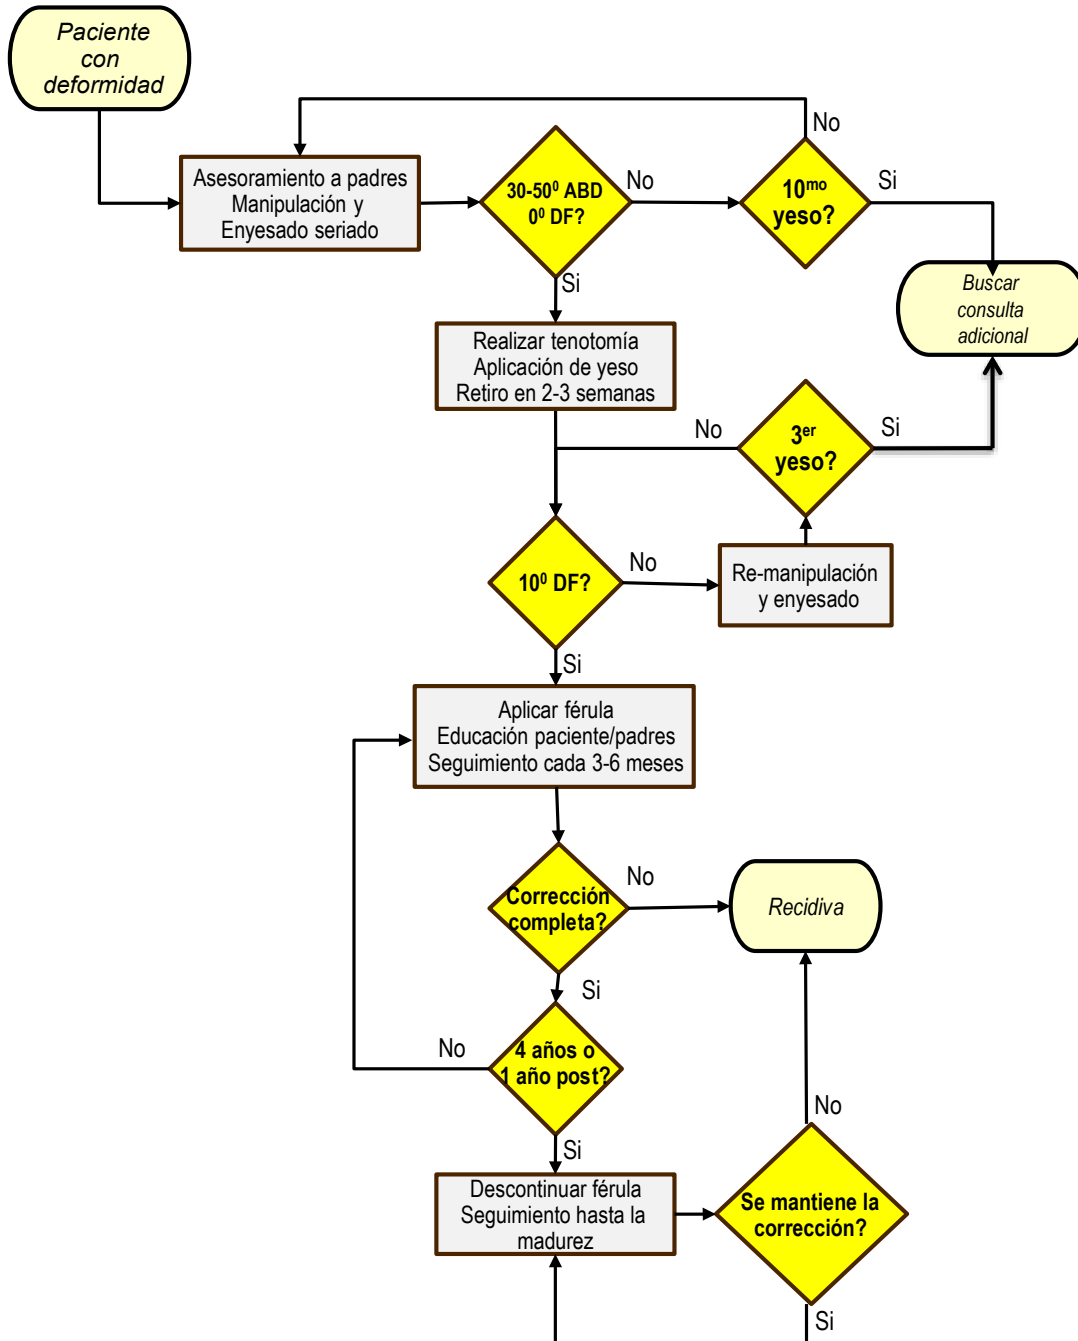 Paciente
con
deformidad
No
Asesoramiento a padres
Manipulación y
Enyesado seriado
30-50⁰ ABD
0⁰ DF?
No
10ᵐᵒ
yeso?
Si
Si
Buscar
consulta
adicional
Realizar tenotomía
Aplicación de yeso
Retiro en 2-3 semanas
No
3ᵉʳ
yeso?
Si
10⁰ DF?
No
Re-manipulación
y enyesado
Si
Aplicar férula
Educación paciente/padres
Seguimiento cada 3-6 meses
Corrección
completa?
No
Recidiva
Si
No
4 años o
1 año post?
No
Si
Descontinuar férula
Seguimiento hasta la
madurez
Se mantiene la
corrección?
Si